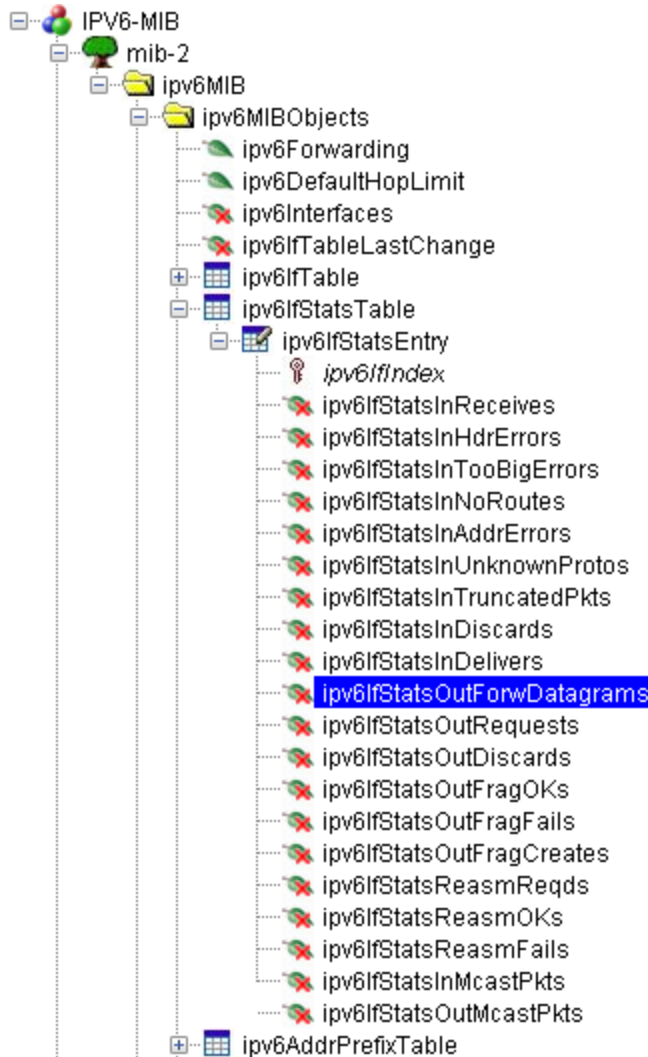 IPV6-MIB
mib-2
ipv6MIB
ipv6MIBObjects
ipv6Forwarding
ipv6DefaultHopLimit
ipv6Interfaces
ipv6IfTableLastChange
ipv6IfTable
ipv6IfStatsTable
ipv6IfStatsEntry
ipv6IfIndex
ipv6IfStatsInReceives
ipv6IfStatsInHdrErrors
ipv6IfStatsInTooBigErrors
ipv6IfStatsInNoRoutes
ipv6IfStatsInAddrErrors
ipv6IfStatsInUnknownProtos
ipv6IfStatsInTruncatedPkts
ipv6IfStatsInDiscards
ipv6IfStatsInDelivers
ipv6IfStatsOutForwDatagrams
ipv6IfStatsOutRequests
ipv6IfStatsOutDiscards
ipv6IfStatsOutFragOKs
ipv6IfStatsOutFragFails
ipv6IfStatsOutFragCreates
ipv6IfStatsReasmReqds
ipv6IfStatsReasmOKs
ipv6IfStatsReasmFails
ipv6IfStatsInMcastPkts
ipv6IfStatsOutMcastPkts
ipv6AddrPrefixTable